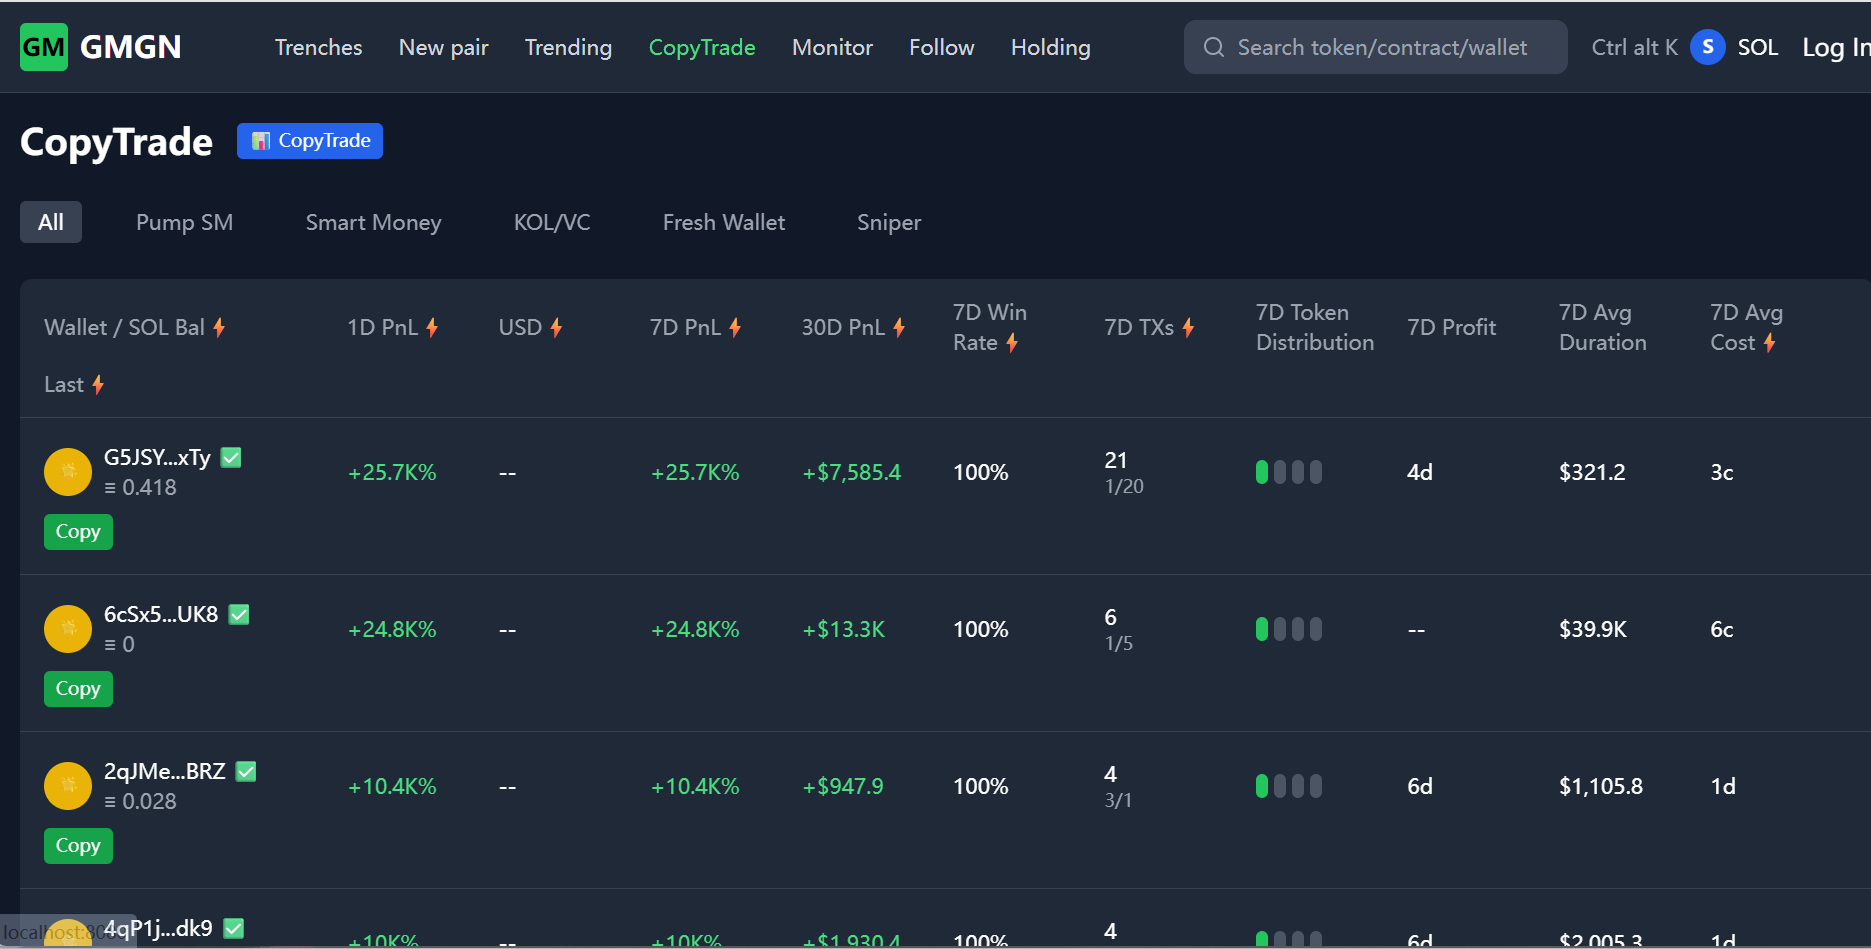 GM GMGN Trenches New pair Trending CopyTrade Monitor Follow Holding Search token/contract/wallet Ctrl alt K S SOL Log In
CopyTrade CopyTrade
All Pump SM Smart Money KOL/VC Fresh Wallet Sniper
Wallet / SOL Bal 1D PnL USD 7D PnL 30D PnL 7D Win Rate 7D TXs 7D Token Distribution 7D Profit 7D Avg Duration 7D Avg Cost
Last
G5JSY...xTy ✅
≡ 0.418
+25.7K% -- +25.7K% +$7,585.4 100% 21 4d $321.2 3c
1/20
Copy
6cSx5...UK8 ✅
≡ 0
+24.8K% -- +24.8K% +$13.3K 100% 6 -- $39.9K 6c
1/5
Copy
2qJMe...BRZ ✅
≡ 0.028
+10.4K% -- +10.4K% +$947.9 100% 4 6d $1,105.8 1d
3/1
Copy
4qP1j...dk9 ✅
+10K% -- +10K% +$1,930.4 100% 4 6d $2,005.3 1d